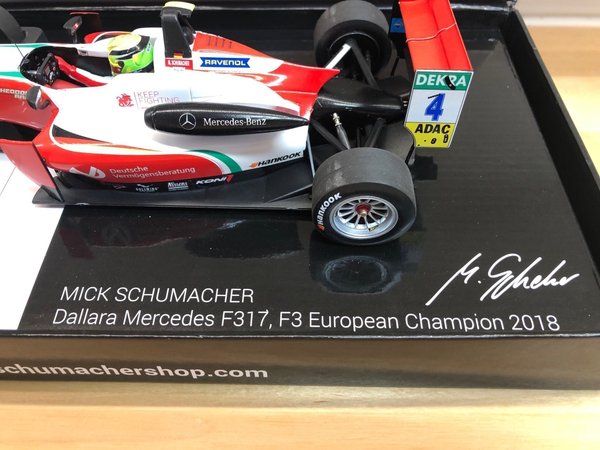 M. SCHUMACHER
RAVENOL
DEKRA
4
ADAC
KEEP
FIGHTING
Mercedes-Benz
HANKOOK
Deutsche
Vermögensberatung
KONI
HANKOOK
MICK SCHUMACHER
Dallara Mercedes F317, F3 European Champion 2018
schumachershop.com